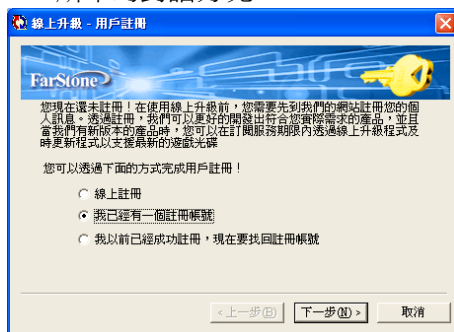 線上升級 - 用戶註冊
FarStone
您現在還未註冊！在使用線上升級前，您需要先到我們的網站註冊您的個
人訊息。透過註冊，我們可以更好的開發出符合您實際需求的產品，並且
當我們有新版本的產品時，您可以在訂閱服務期限內透過線上升級程式及
時更新程式以支援最新的遊戲光碟
您可以透過下面的方式完成用戶註冊！
線上註冊
我已經有一個註冊帳號
我以前已經成功註冊，現在要找回註冊帳號
<上一步(B) 下一步(N) > 取消